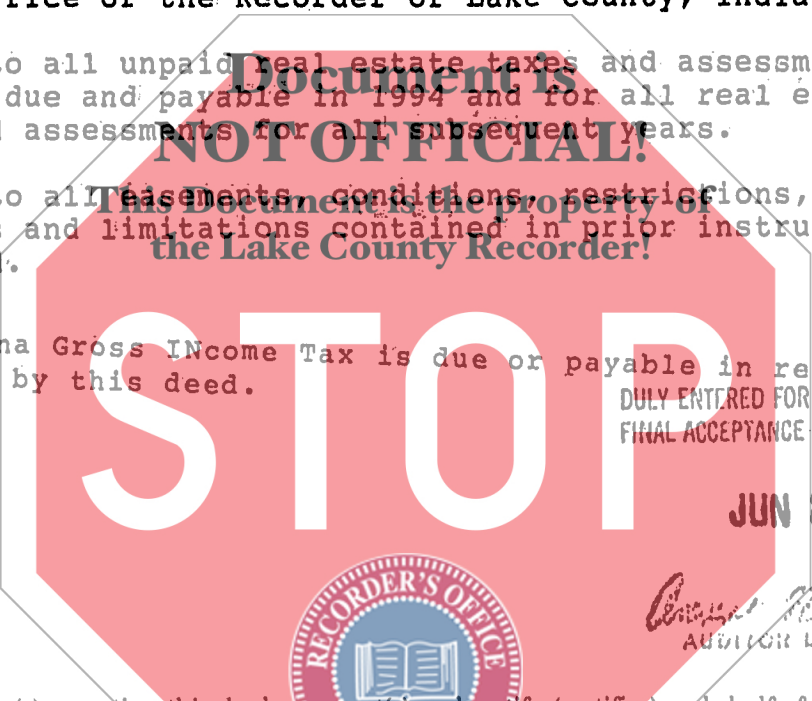 ffice of the Recorder of Lake County, India
to all unpaid real estate taxes and assessm
due and payable in 1994 and for all real e
assessments for all subsequent years.
to all easements, conditions, restrictions,
s and limitations contained in prior instru
Document is
NOT OFFICIAL!
This Document is the property of
the Lake County Recorder!
na Gross INcome Tax is due or payable in re
by this deed.
DULY ENTERED FOR
FINAL ACCEPTANCE
STOP
JUN
AUDITOR L
RECORDER'S OFFICE